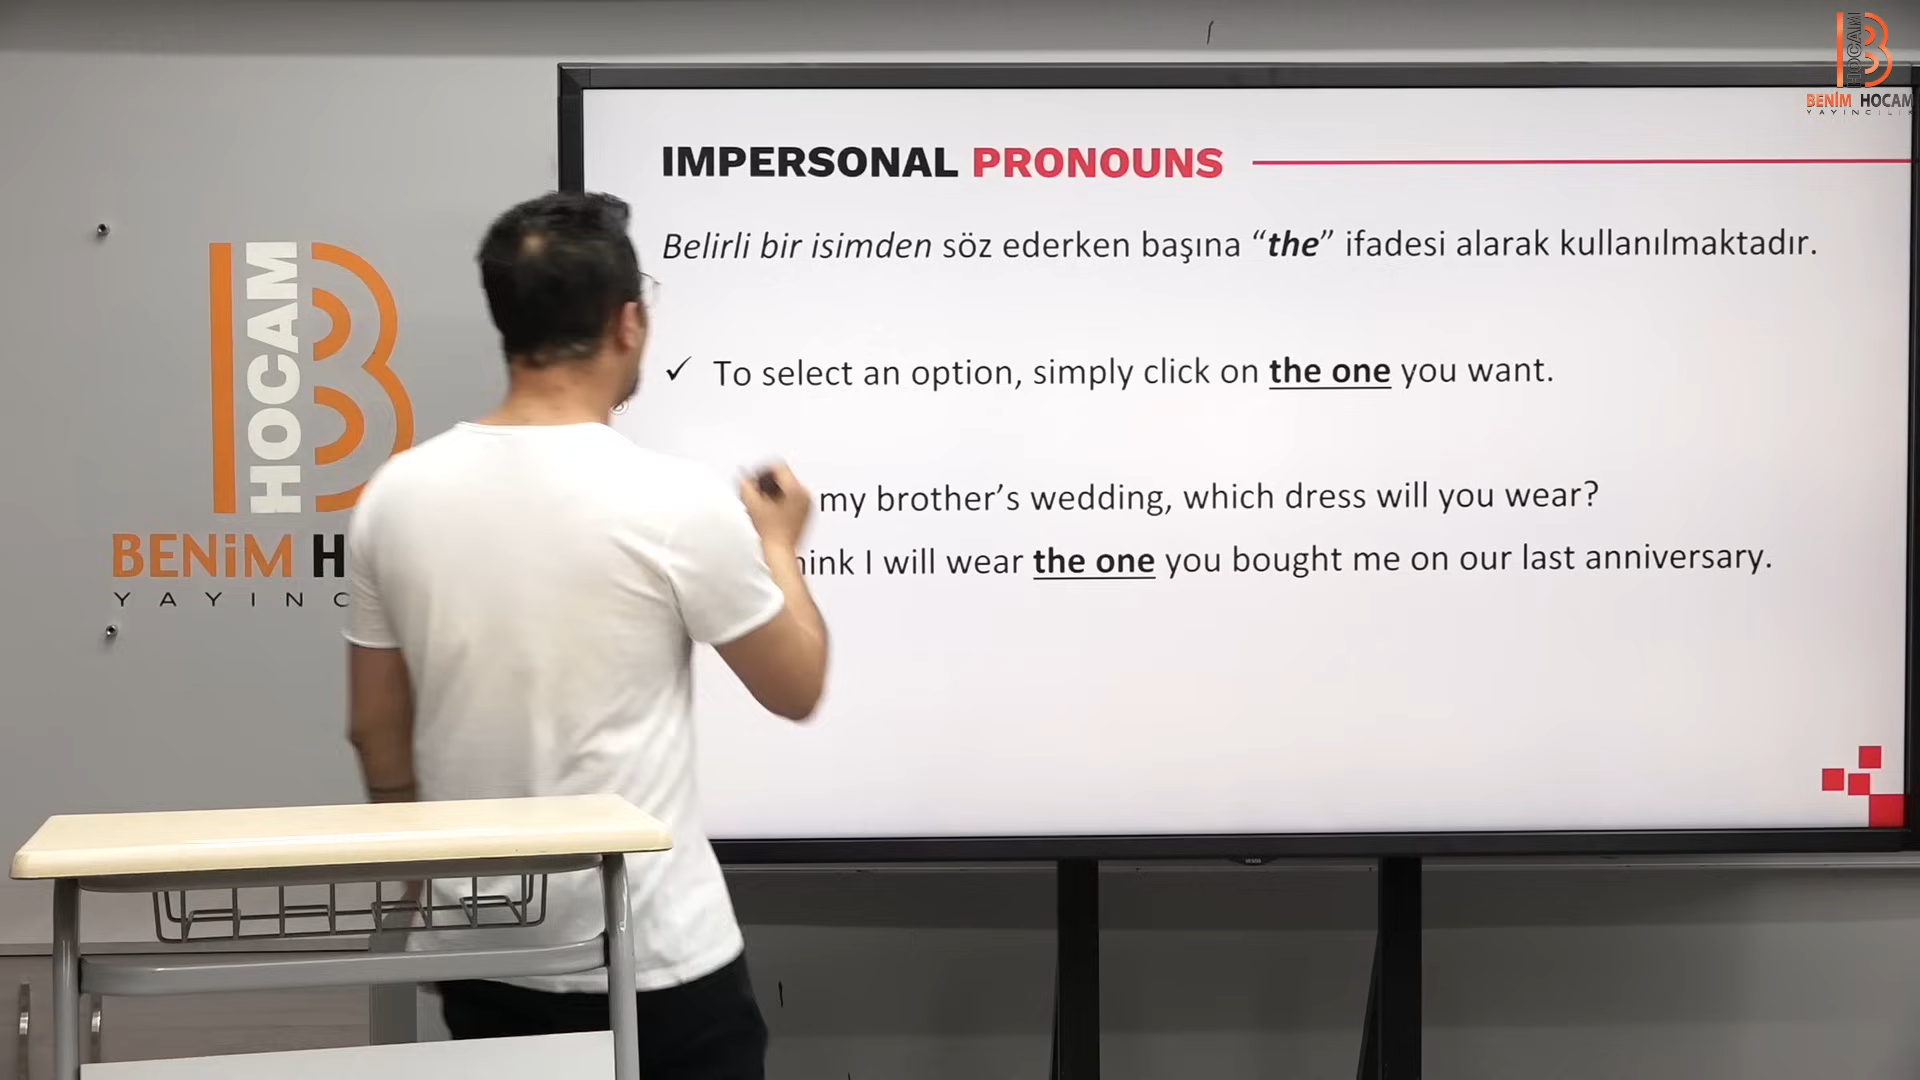 HOCAM
BENİM HOCAM
YAYINCILIK
IMPERSONAL PRONOUNS
Belirli bir isimden söz ederken başına “the” ifadesi alarak kullanılmaktadır.
✓ To select an option, simply click on the one you want.
my brother’s wedding, which dress will you wear?
I will wear the one you bought me on our last anniversary.
HOCAM
BENİM H
YAYINC